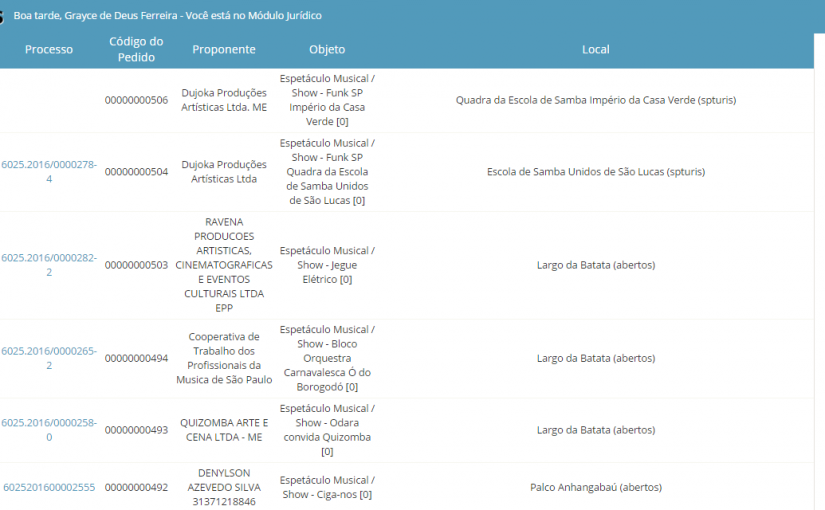 Boa tarde, Grayce de Deus Ferreira - Você está no Módulo Jurídico
Processo
Código do
Pedido
Proponente
Objeto
Local
00000000506
Dujoka Produções
Artísticas Ltda. ME
Espetáculo Musical /
Show - Funk SP
Império da Casa
Verde [0]
Quadra da Escola de Samba Império da Casa Verde (spturis)
6025.2016/0000278-
4
00000000504
Dujoka Produções
Artísticas Ltda
Espetáculo Musical /
Show - Funk SP
Quadra da Escola
de Samba Unidos
de São Lucas [0]
Escola de Samba Unidos de São Lucas (spturis)
6025.2016/0000282-
2
00000000503
RAVENA
PRODUCOES
ARTISTICAS,
CINEMATOGRAFICAS
E EVENTOS
CULTURAIS LTDA
EPP
Espetáculo Musical /
Show - Jegue
Elétrico [0]
Largo da Batata (abertos)
6025.2016/0000265-
2
00000000494
Cooperativa de
Trabalho dos
Profissionais da
Musica de São Paulo
Espetáculo Musical /
Show - Bloco
Orquestra
Carnavalesca Ó do
Borogodó [0]
Largo da Batata (abertos)
6025.2016/0000258-
0
00000000493
QUIZOMBA ARTE E
CENA LTDA - ME
Espetáculo Musical /
Show - Odara
convida Quizomba
[0]
Largo da Batata (abertos)
6025201600002555
00000000492
DENYLSON
AZEVEDO SILVA
31371218846
Espetáculo Musical /
Show - Ciga-nos [0]
Palco Anhangabaú (abertos)